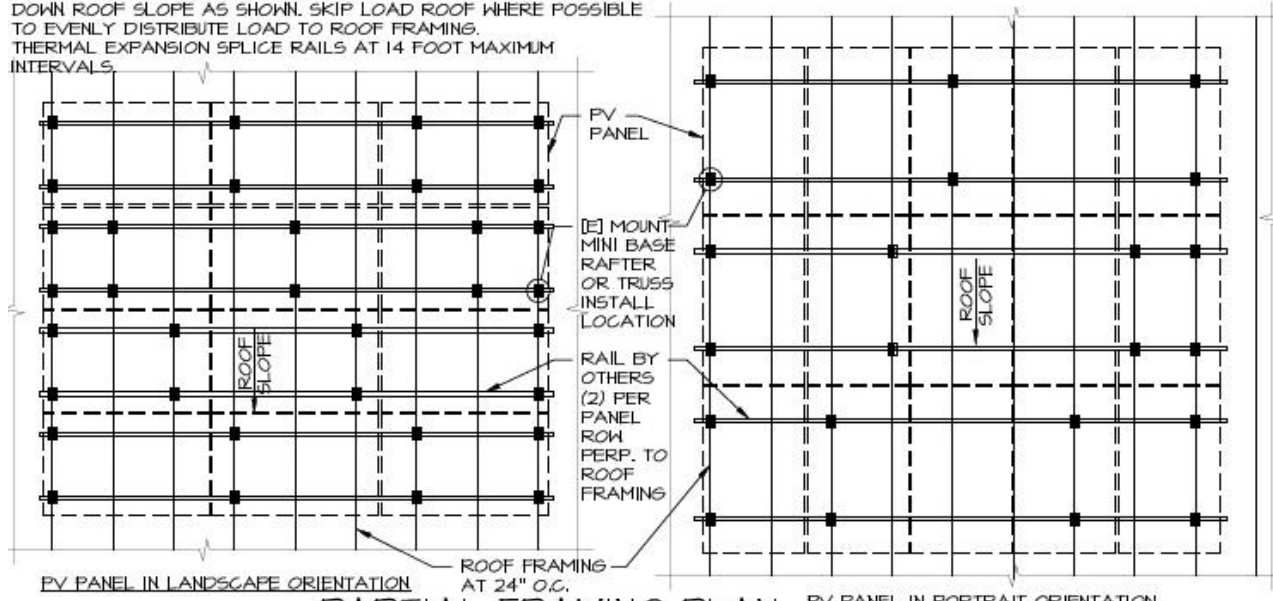 DOWN ROOF SLOPE AS SHOWN. SKIP LOAD ROOF WHERE POSSIBLE
TO EVENLY DISTRIBUTE LOAD TO ROOF FRAMING.
THERMAL EXPANSION SPLICE RAILS AT 14 FOOT MAXIMUM
INTERVALS.
PV
PANEL
[E] MOUNT
MINI BASE
RAFTER
OR TRUSS
INSTALL
LOCATION
ROOF
SLOPE
ROOF
SLOPE
RAIL BY
OTHERS
(2) PER
PANEL
ROW
PERP. TO
ROOF
FRAMING
ROOF FRAMING
AT 24" O.C.
PV PANEL IN LANDSCAPE ORIENTATION
PARTIAL FRAMING PLAN
PV PANEL IN PORTRAIT ORIENTATION